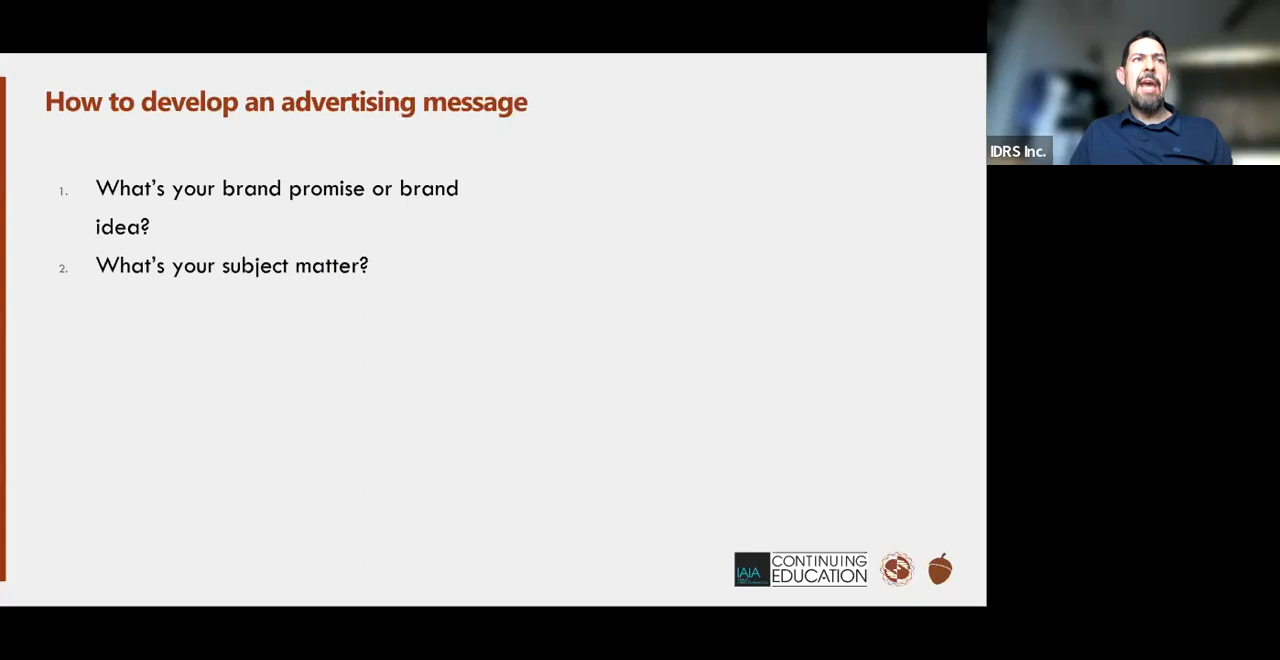 How to develop an advertising message
1. What's your brand promise or brand
idea?
2. What's your subject matter?
IAIA
CONTINUING
EDUCATION
IDRS Inc.